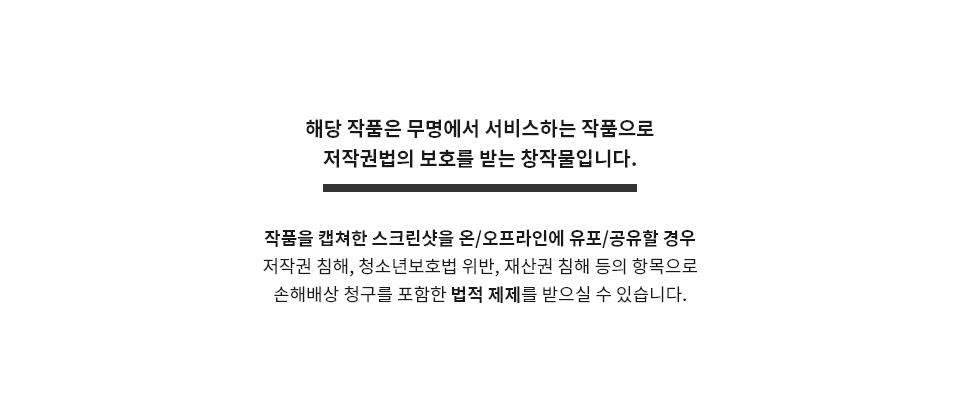 해당 작품은 무명에서 서비스하는 작품으로
저작권법의 보호를 받는 창작물입니다.
작품을 캡쳐한 스크린샷을 온/오프라인에 유포/공유할 경우
저작권 침해, 청소년보호법 위반, 재산권 침해 등의 항목으로
손해배상 청구를 포함한 법적 제제를 받으실 수 있습니다.